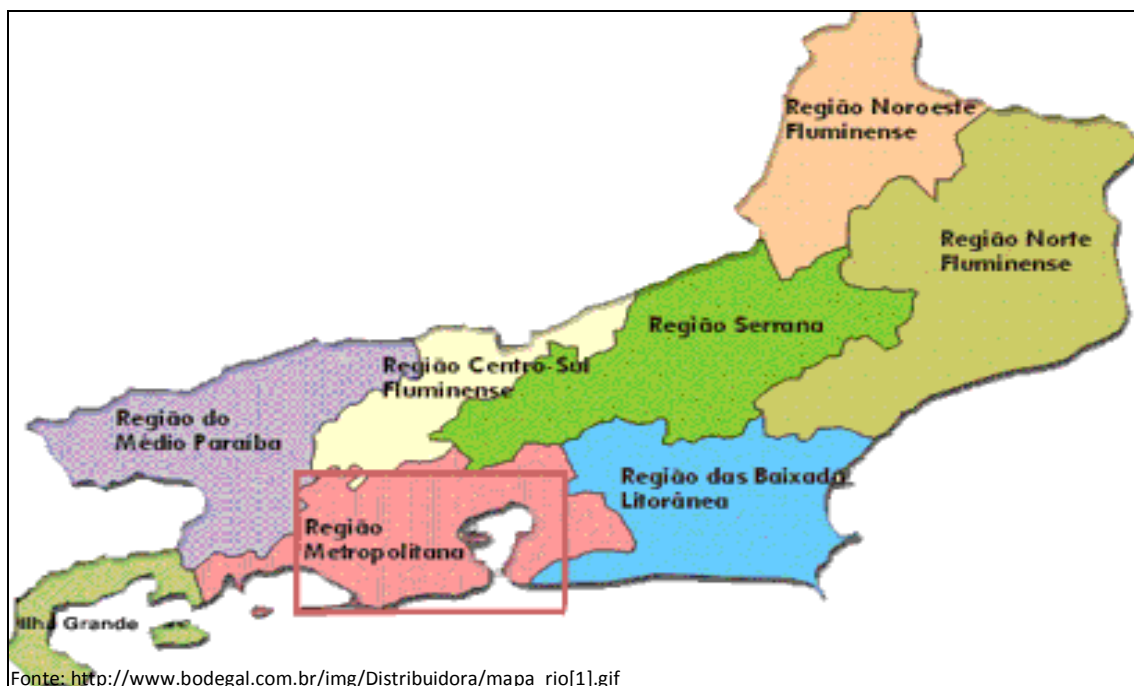 Região Noroeste
Fluminense
Região Norte
Fluminense
Região Serrana
Região Centro-Sul
Fluminense
Região do
Médio Paraíba
Região das Baixada
Litorânea
Região
Metropolitana
Ilha Grande
Fonte: http://www.bodegal.com.br/img/Distribuidora/mapa_rio[1].gif